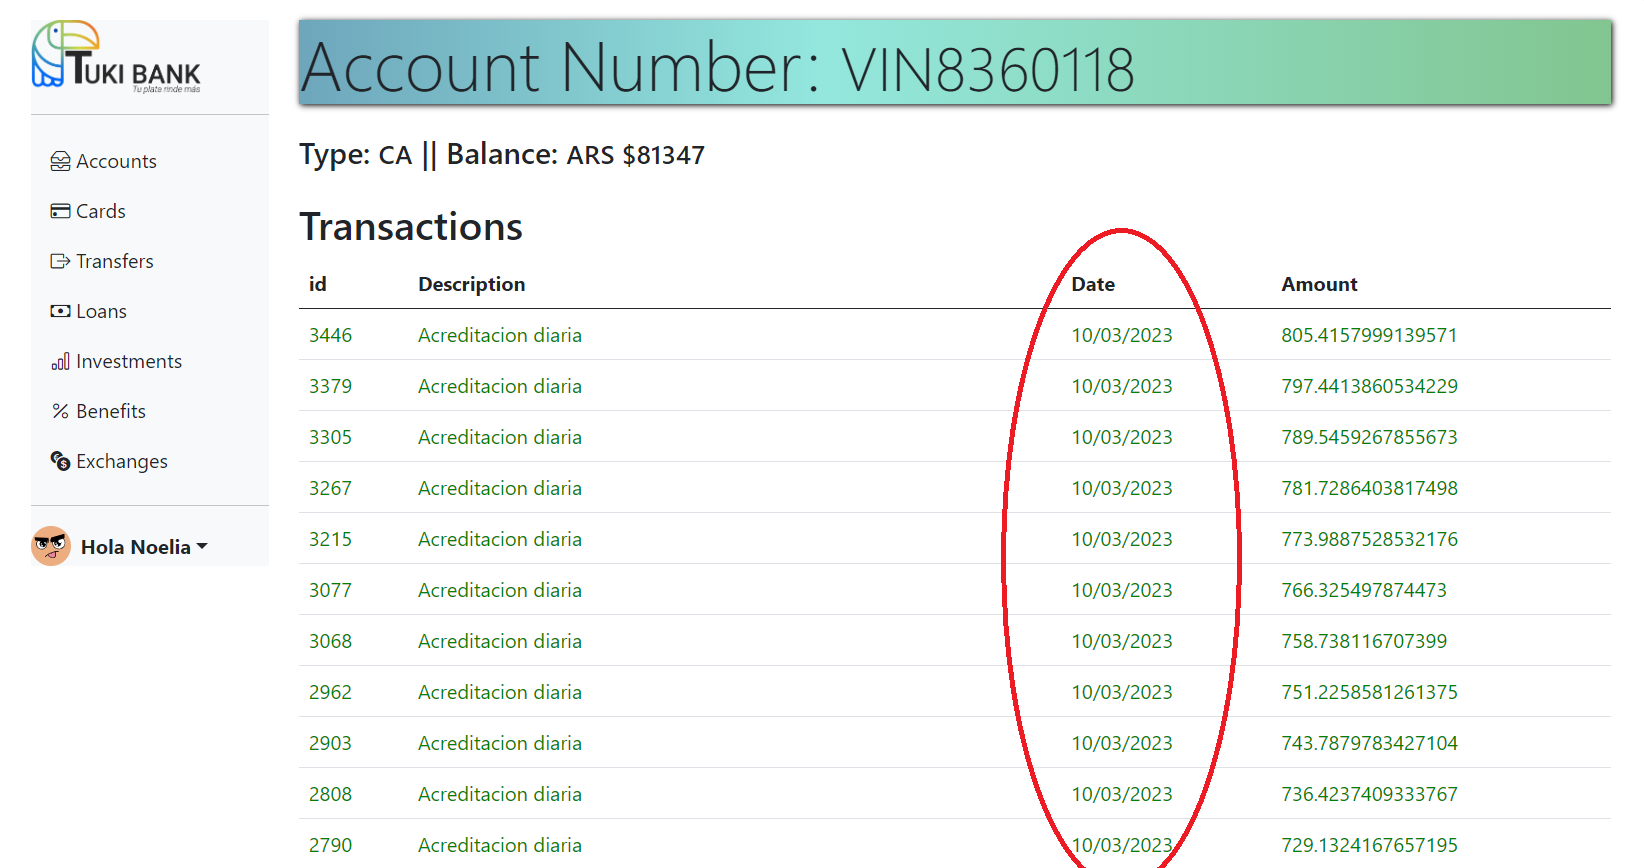 TUKI BANK
Tu plata rinde más
Accounts
Cards
Transfers
Loans
Investments
Benefits
Exchanges
Hola Noelia
Account Number: VIN8360118
Type: CA || Balance: ARS $81347
Transactions
id Description Date Amount
3446 Acreditacion diaria 10/03/2023 805.4157999139571
3379 Acreditacion diaria 10/03/2023 797.4413860534229
3305 Acreditacion diaria 10/03/2023 789.5459267855673
3267 Acreditacion diaria 10/03/2023 781.7286403817498
3215 Acreditacion diaria 10/03/2023 773.9887528532176
3077 Acreditacion diaria 10/03/2023 766.325497874473
3068 Acreditacion diaria 10/03/2023 758.738116707399
2962 Acreditacion diaria 10/03/2023 751.2258581261375
2903 Acreditacion diaria 10/03/2023 743.7879783427104
2808 Acreditacion diaria 10/03/2023 736.4237409333767
2790 Acreditacion diaria 10/03/2023 729.1324167657195